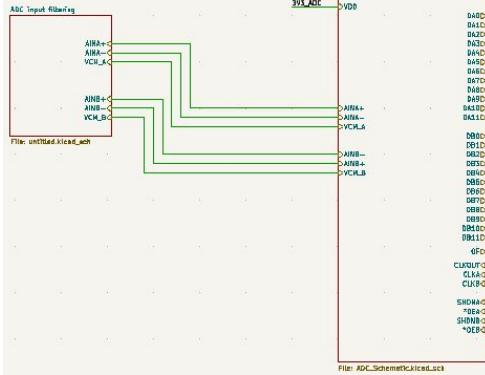 ADC input filtering
3V3_ADC
VDD
AINA+
AINA-
VCM_A
AINB+
AINB-
VCM_B
File: untitled.kicad_sch
AINA+
AINA-
VCM_A
AINB-
AINB+
VCM_B
DA0
DA1
DA2
DA3
DA4
DA5
DA6
DA7
DA8
DA9
DA10
DA11
DB0
DB1
DB2
DB3
DB4
DB5
DB6
DB7
DB8
DB9
DB10
DB11
OF
CLKOUT
CLKA
CLKB
SHDNA
*OEA
SHDNB
*OEB
File: ADC_Schematic.kicad_sch